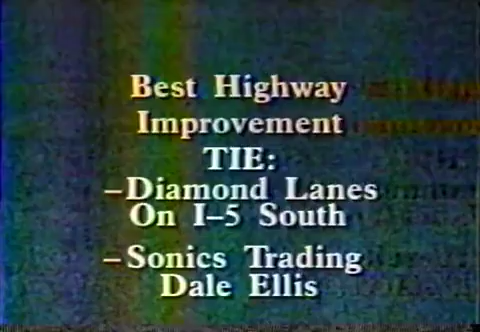 Best Highway
Improvement
TIE:
–Diamond Lanes
On I–5 South
–Sonics Trading
Dale Ellis